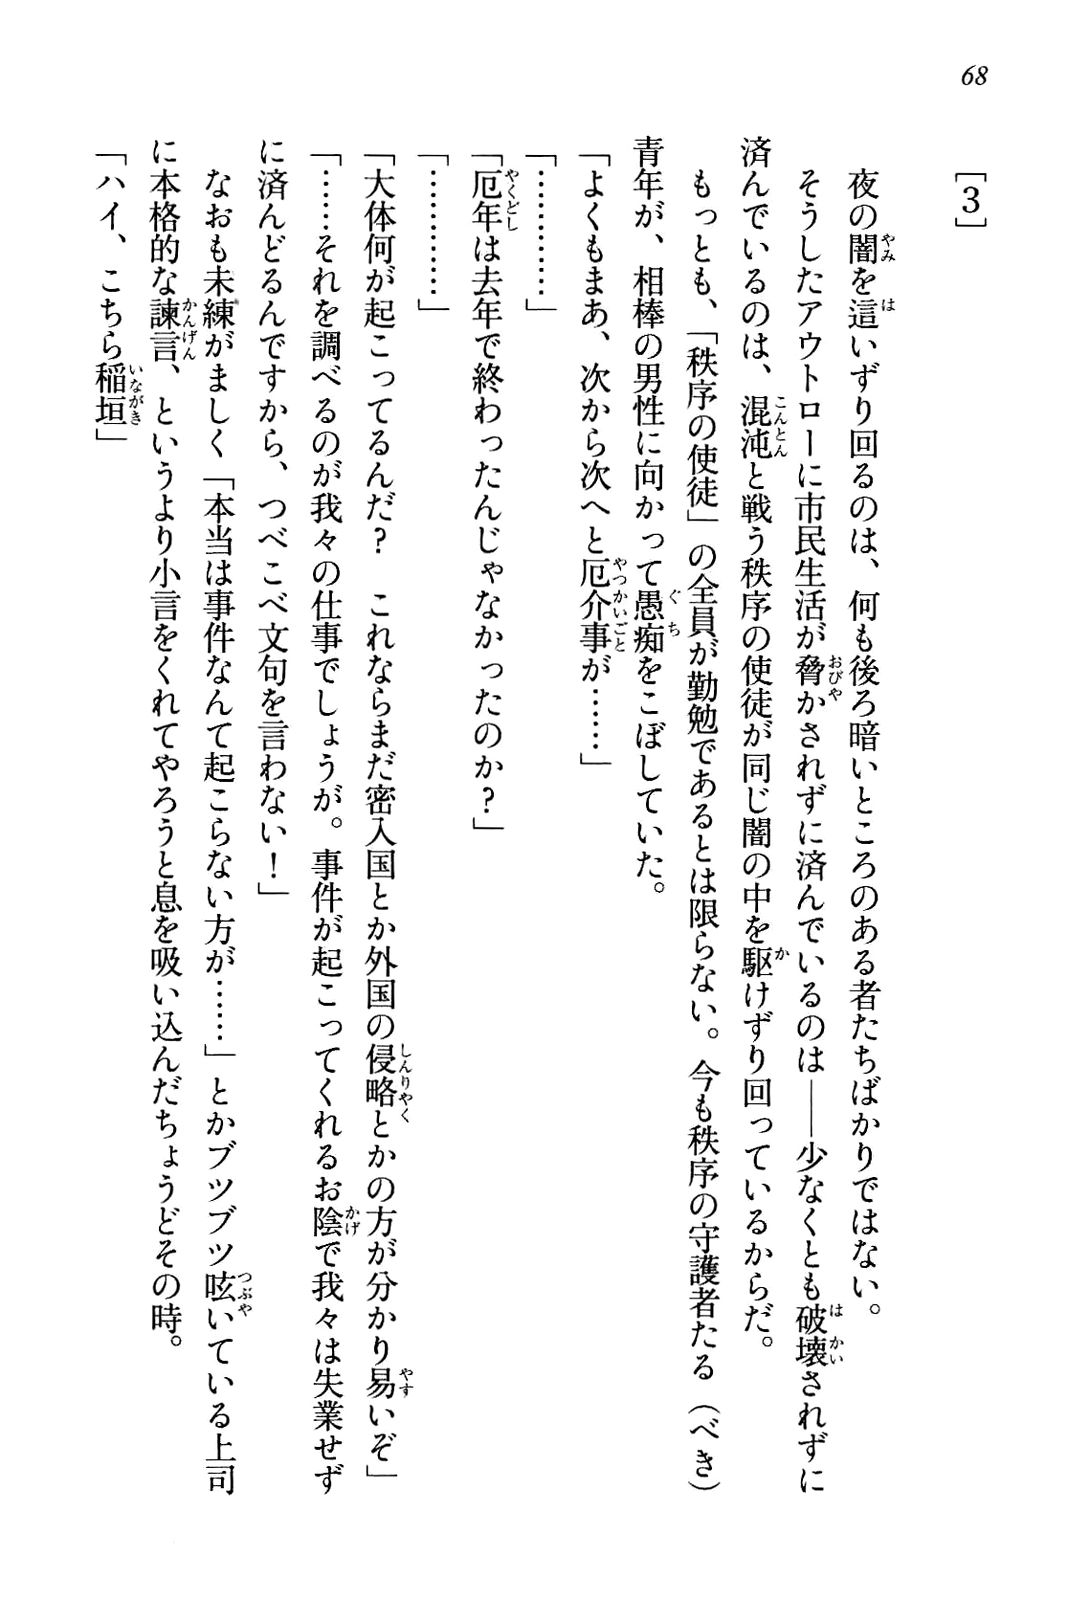 68
[3]
夜の闇を這いずり回るのは、何も後ろ暗いところのある者たちばかりではない。
そうしたアウトローに市民生活が脅かされずに済んでいるのは――少なくとも破壊されずに
済んでいるのは、混沌と戦う秩序の使徒が同じ闇の中を駆けずり回っているからだ。
もっとも、「秩序の使徒」の全員が勤勉であるとは限らない。今も秩序の守護者たる（べき）
青年が、相棒の男性に向かって愚痴をこぼしていた。
「よくもまあ、次から次へと厄介事が……」
「…………」
「厄年は去年で終わったんじゃなかったのか？」
「…………」
「大体何が起こってるんだ？　これならまだ密入国とか外国の侵略とかの方が分かり易いぞ」
「……それを調べるのが我々の仕事でしょうが。事件が起こってくれるお陰で我々は失業せず
に済んどるんですから、つべこべ文句を言わない！」
なおも未練がましく「本当は事件なんて起こらない方が……」とかブツブツ呟いている上司
に本格的な諫言、というより小言をくれてやろうと息を吸い込んだちょうどその時。
「ハイ、こちら稲垣」